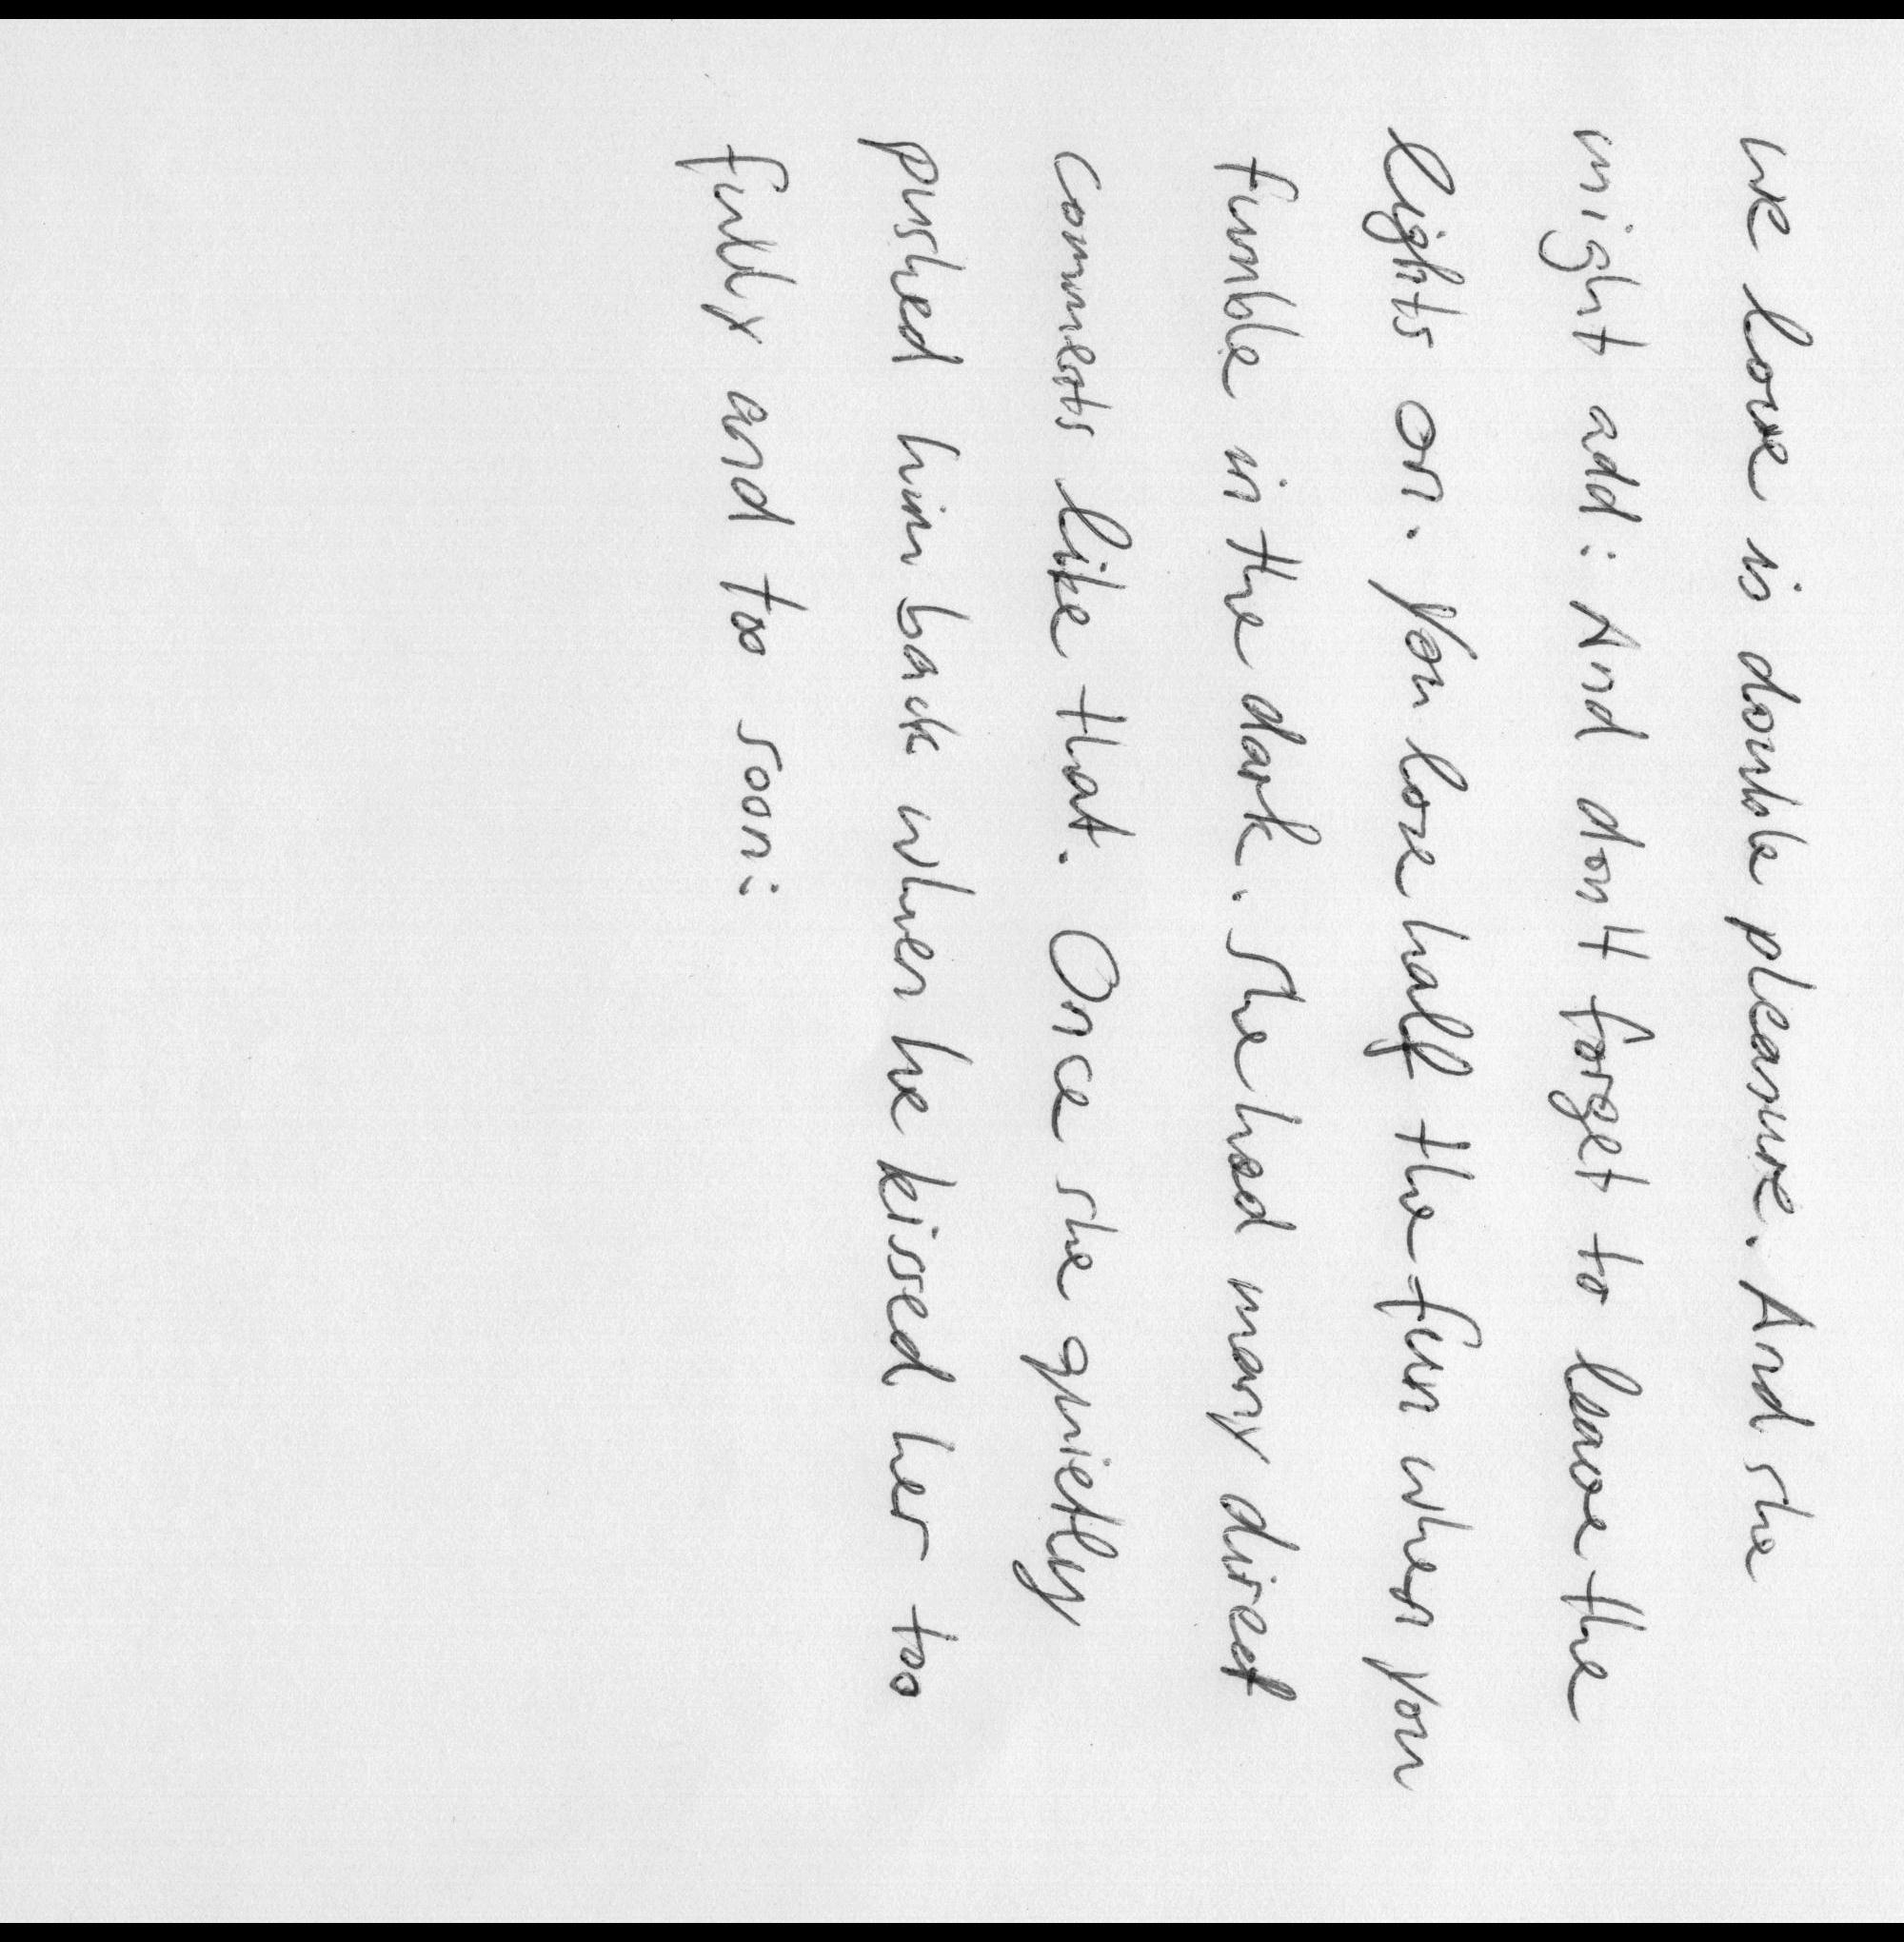 we love is double pleasure. And she
might add: And don't forget to leave the
lights on. You lose half the fun when you
fumble in the dark. She had many direct
comments like that. Once she quietly
pushed him back when he kissed her too
fully and too soon: